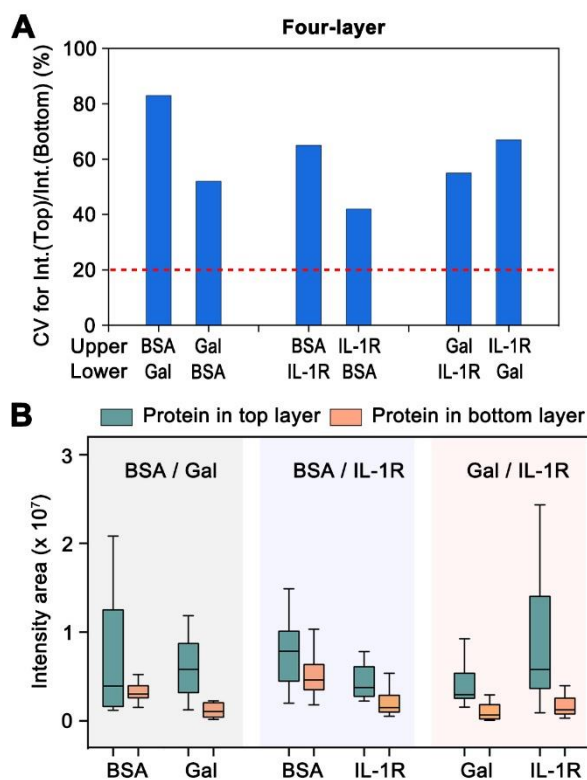 A
Four-layer
CV for Int.(Top)/Int.(Bottom) (%)
100
80
60
40
20
0
Upper BSA Gal BSA IL-1R Gal IL-1R
Lower Gal BSA IL-1R BSA IL-1R Gal
Protein in top layer Protein in bottom layer
B
BSA / Gal BSA / IL-1R Gal / IL-1R
Intensity area (x 10⁷)
3
2
1
0
BSA Gal BSA IL-1R Gal IL-1R